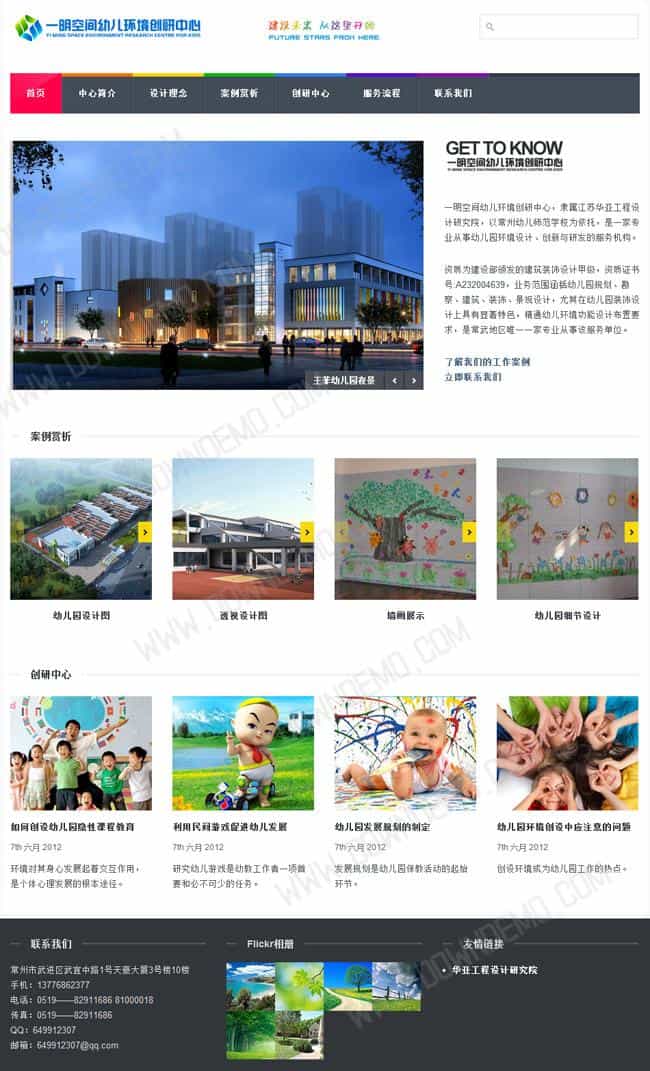 一明空间幼儿环境创研中心
YI MING SPACE ENVIRONMENT RESEARCH CENTRE FOR KIDS
建设未来 从这里开始
FUTURE STARS FROM HERE
首页 中心简介 设计理念 案例赏析 创研中心 服务流程 联系我们
GET TO KNOW
一明空间幼儿环境创研中心
YI MING SPACE ENVIRONMENT RESEARCH CENTRE FOR KIDS
一明空间幼儿环境创研中心，隶属江苏华亚工程设
计研究院，以常州幼儿师范学校为依托，是一家专
业从事幼儿园环境设计、创新与研发的服务机构。
资质为建设部颁发的建筑装饰设计甲级，资质证书
号:A232004639，业务范围函括幼儿园规划、勘
察、建筑、装饰、景观设计，尤其在幼儿园装饰设
计上具有显著特色，精通幼儿环境功能设计布置要
求，是常武地区唯一一家专业从事该服务单位。
了解我们的工作案例
立即联系我们
王芊幼儿园夜景
案例赏析
幼儿园设计图 透视设计图 墙画展示 幼儿园细节设计
创研中心
如何创设幼儿园隐性课程教育
7th 六月 2012
环境对其身心发展起着交互作用，
是个体心理发展的根本途径。
利用民间游戏促进幼儿发展
7th 六月 2012
研究幼儿游戏是幼教工作者一项首
要和必不可少的任务。
幼儿园发展规划的制定
7th 六月 2012
发展规划是幼儿园保教活动的起始
环节。
幼儿园环境创设中应注意的问题
7th 六月 2012
创设环境成为幼儿园工作的热点。
联系我们
常州市武进区武宜中路1号天豪大厦3号楼10楼
手机：13776862377
电话：0519——82911686 81000018
传真：0519——82911686
QQ：649912307
邮箱：649912307@qq.com
Flickr相册
友情链接
华亚工程设计研究院
WWW.DOWNDEMO.COM